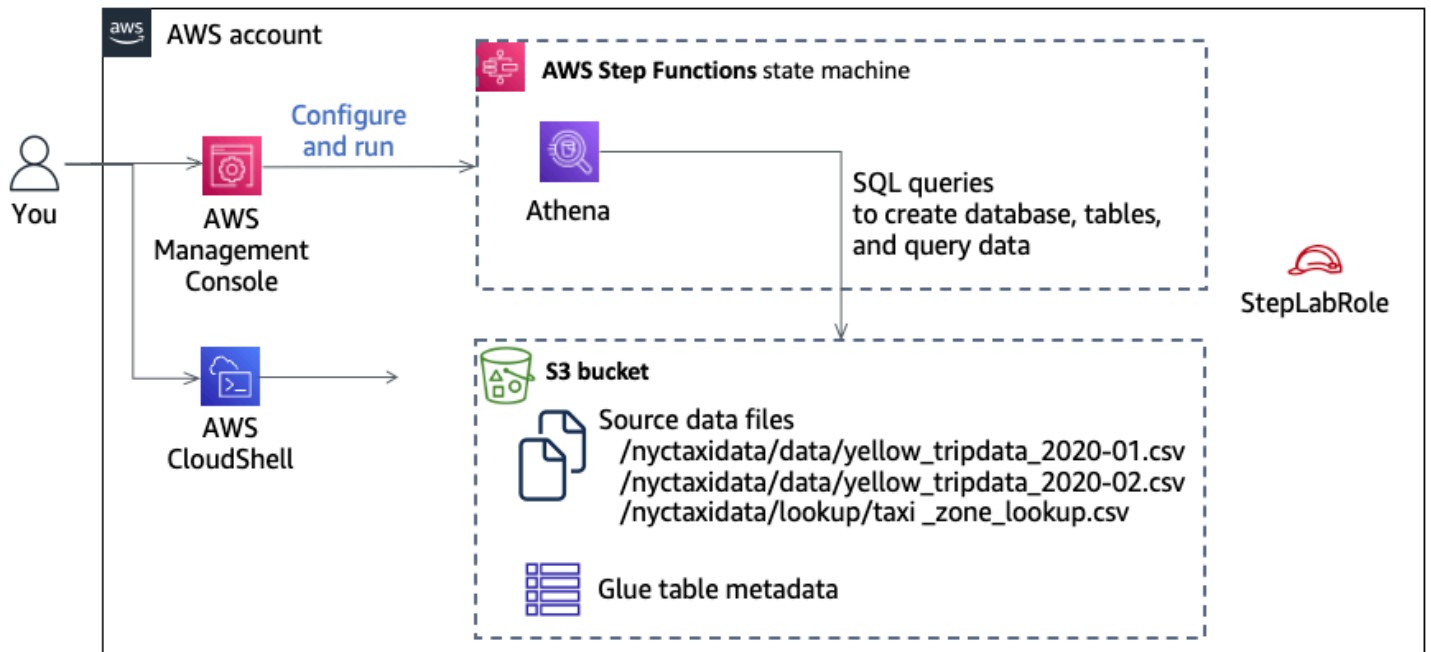 aws
AWS account
AWS Step Functions state machine
Configure
and run
You
AWS
Management
Console
Athena
SQL queries
to create database, tables,
and query data
StepLabRole
AWS
CloudShell
S3 bucket
Source data files
/nyctaxidata/data/yellow_tripdata_2020-01.csv
/nyctaxidata/data/yellow_tripdata_2020-02.csv
/nyctaxidata/lookup/taxi _zone_lookup.csv
Glue table metadata